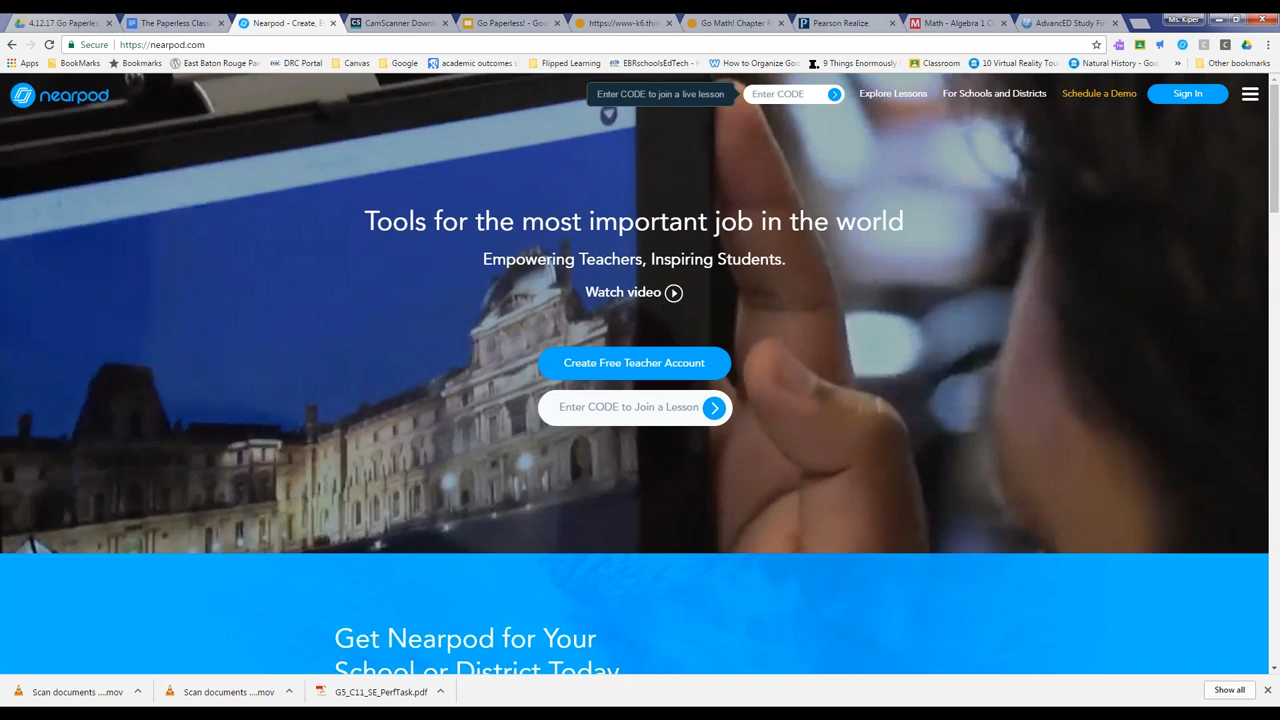 Ms. Kiper
4.12.17 Go Paperles
The Paperless Class
Nearpod - Create, E
CamScanner Downl
Go Paperless! - Goo
https://www-k6.thin
Go Math! Chapter R
Pearson Realize
Math - Algebra 1 C
AdvancED Study Fi
Secure
https://nearpod.com
Apps
BookMarks
Bookmarks
East Baton Rouge Par
DRC Portal
Canvas
Google
academic outcomes s
Flipped Learning
EBRschoolsEdTech -
How to Organize Goo
9 Things Enormously
Classroom
10 Virtual Reality Tou
Natural History - Goo
»
Other bookmarks
nearpod
Enter CODE to join a live lesson
Enter CODE
Explore Lessons
For Schools and Districts
Schedule a Demo
Sign In
Tools for the most important job in the world
Empowering Teachers, Inspiring Students.
Watch video
Create Free Teacher Account
Enter CODE to Join a Lesson
Get Nearpod for Your
School or District Today
Scan documents ....mov
Scan documents ....mov
G5_C11_SE_PerfTask.pdf
Show all